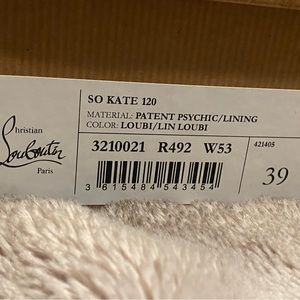 SO KATE 120
MATERIAL: PATENT PSYCHIC/LINING
COLOR: LOUBI/LIN LOUBI
Christian
Louboutin
Paris
3210021 R492 W53
421405
3 615484 543454
39